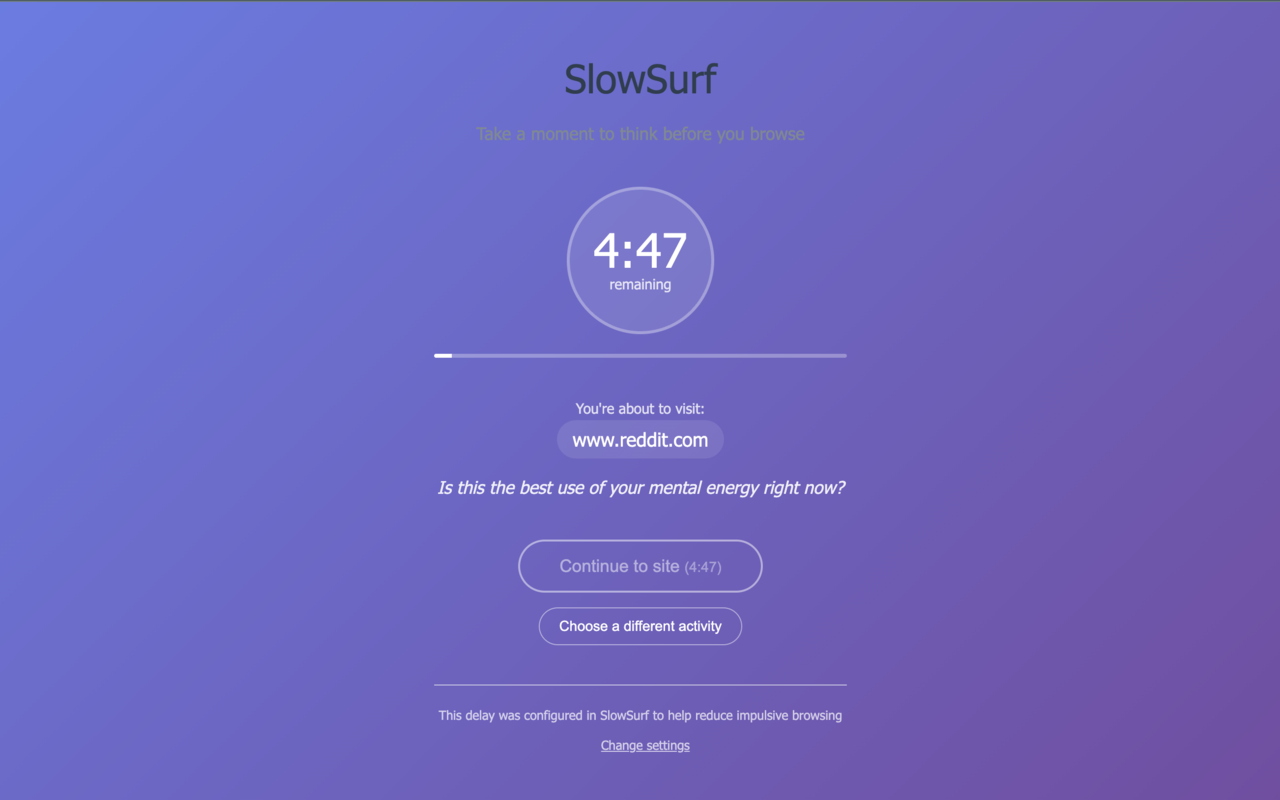 SlowSurf
Take a moment to think before you browse
4:47
remaining
You're about to visit:
www.reddit.com
Is this the best use of your mental energy right now?
Continue to site (4:47)
Choose a different activity
This delay was configured in SlowSurf to help reduce impulsive browsing
Change settings